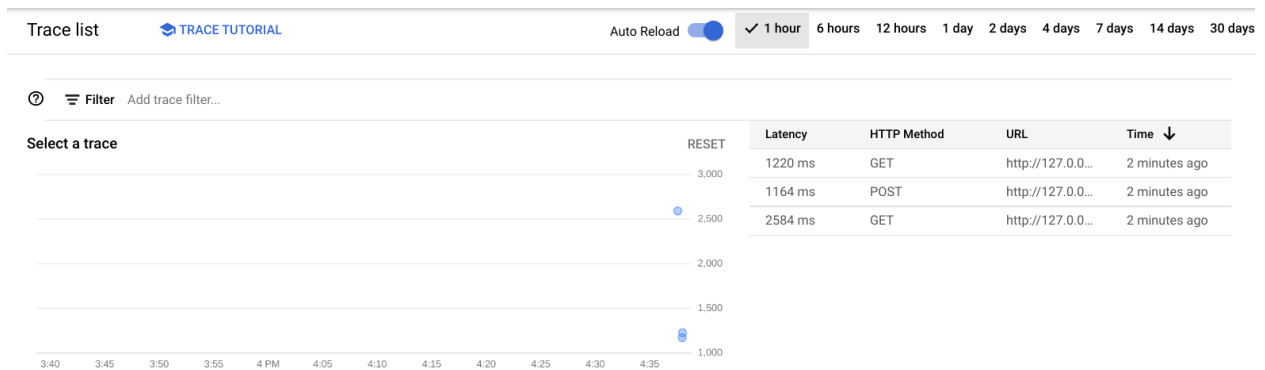 Trace list TRACE TUTORIAL Auto Reload 1 hour 6 hours 12 hours 1 day 2 days 4 days 7 days 14 days 30 days
Filter Add trace filter...
Select a trace RESET
3,000
2,500
2,000
1,500
1,000
3:40 3:45 3:50 3:55 4 PM 4:05 4:10 4:15 4:20 4:25 4:30 4:35
Latency HTTP Method URL Time
1220 ms GET http://127.0.0... 2 minutes ago
1164 ms POST http://127.0.0... 2 minutes ago
2584 ms GET http://127.0.0... 2 minutes ago